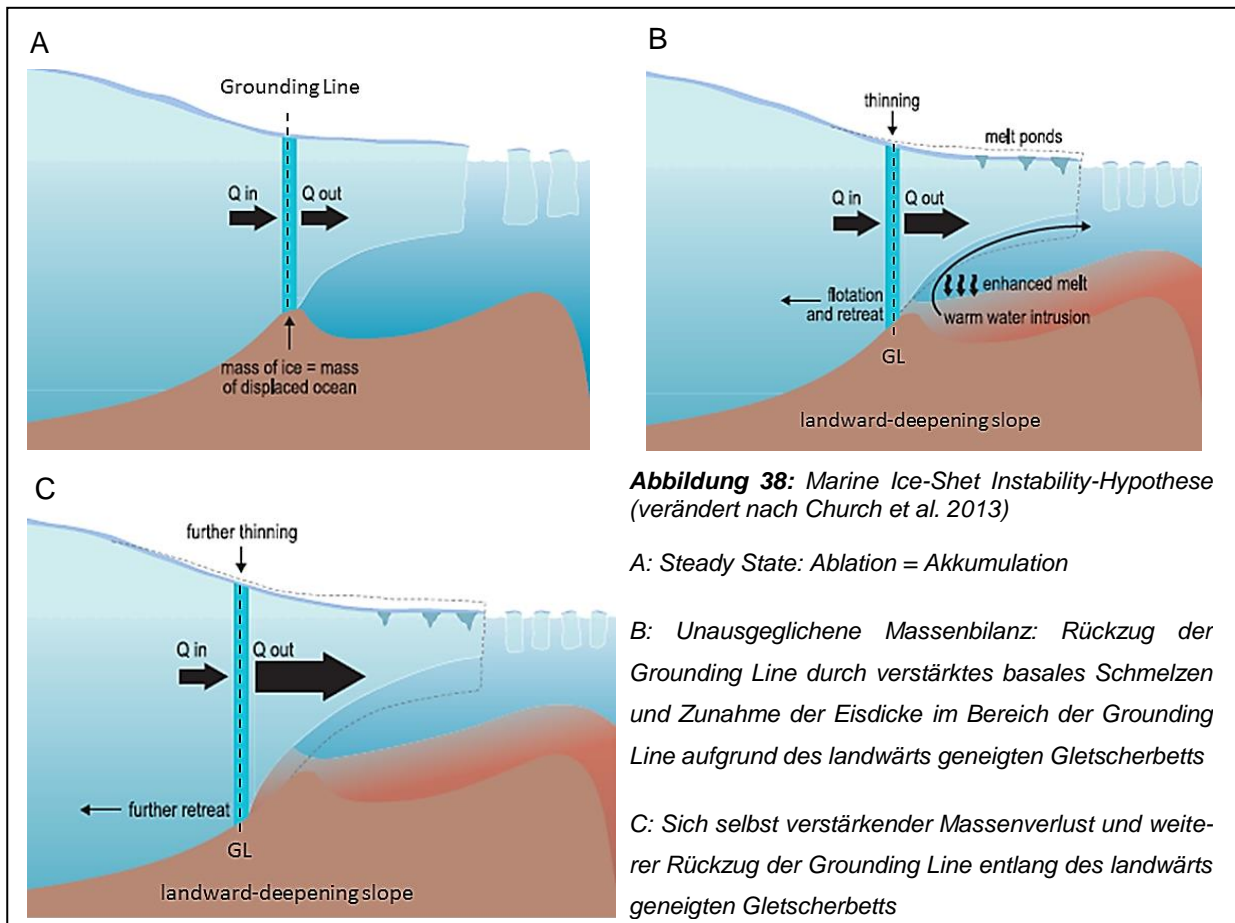 A
Grounding Line
Q in
Q out
mass of ice = mass
of displaced ocean
B
thinning
melt ponds
Q in
Q out
flotation
and retreat
enhanced melt
warm water intrusion
GL
landward-deepening slope
C
further thinning
Q in
Q out
further retreat
GL
landward-deepening slope
Abbildung 38: Marine Ice-Shet Instability-Hypothese
(verändert nach Church et al. 2013)
A: Steady State: Ablation = Akkumulation
B: Unausgeglichene Massenbilanz: Rückzug der
Grounding Line durch verstärktes basales Schmelzen
und Zunahme der Eisdicke im Bereich der Grounding
Line aufgrund des landwärts geneigten Gletscherbetts
C: Sich selbst verstärkender Massenverlust und weite-
rer Rückzug der Grounding Line entlang des landwärts
geneigten Gletscherbetts